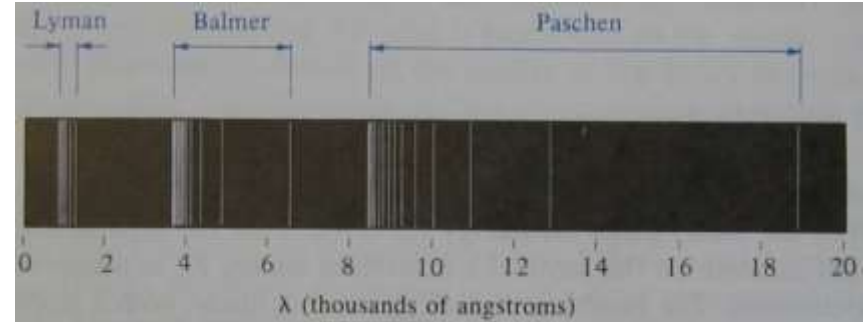 Lyman Balmer Paschen
0 2 4 6 8 10 12 14 16 18 20
λ (thousands of angstroms)